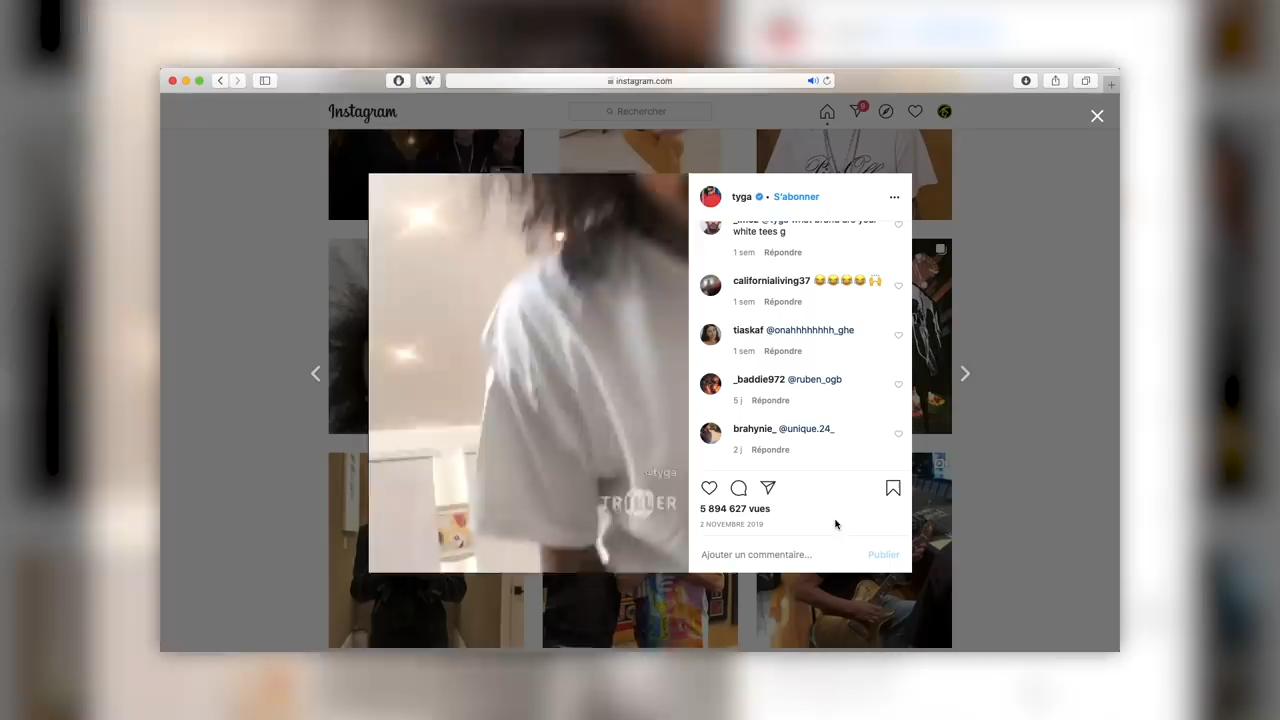 instagram.com
Instagram
Rechercher
9
tyga • S'abonner
white tees g
1 sem Répondre
californialiving37 😂😂😂😂🙌
1 sem Répondre
tiaskaf @onahhhhhhhh_ghe
1 sem Répondre
_baddie972 @ruben_ogb
5 j Répondre
brahynie_ @unique.24_
2 j Répondre
@tyga
TRILLER
5 894 627 vues
2 NOVEMBRE 2019
Ajouter un commentaire... Publier